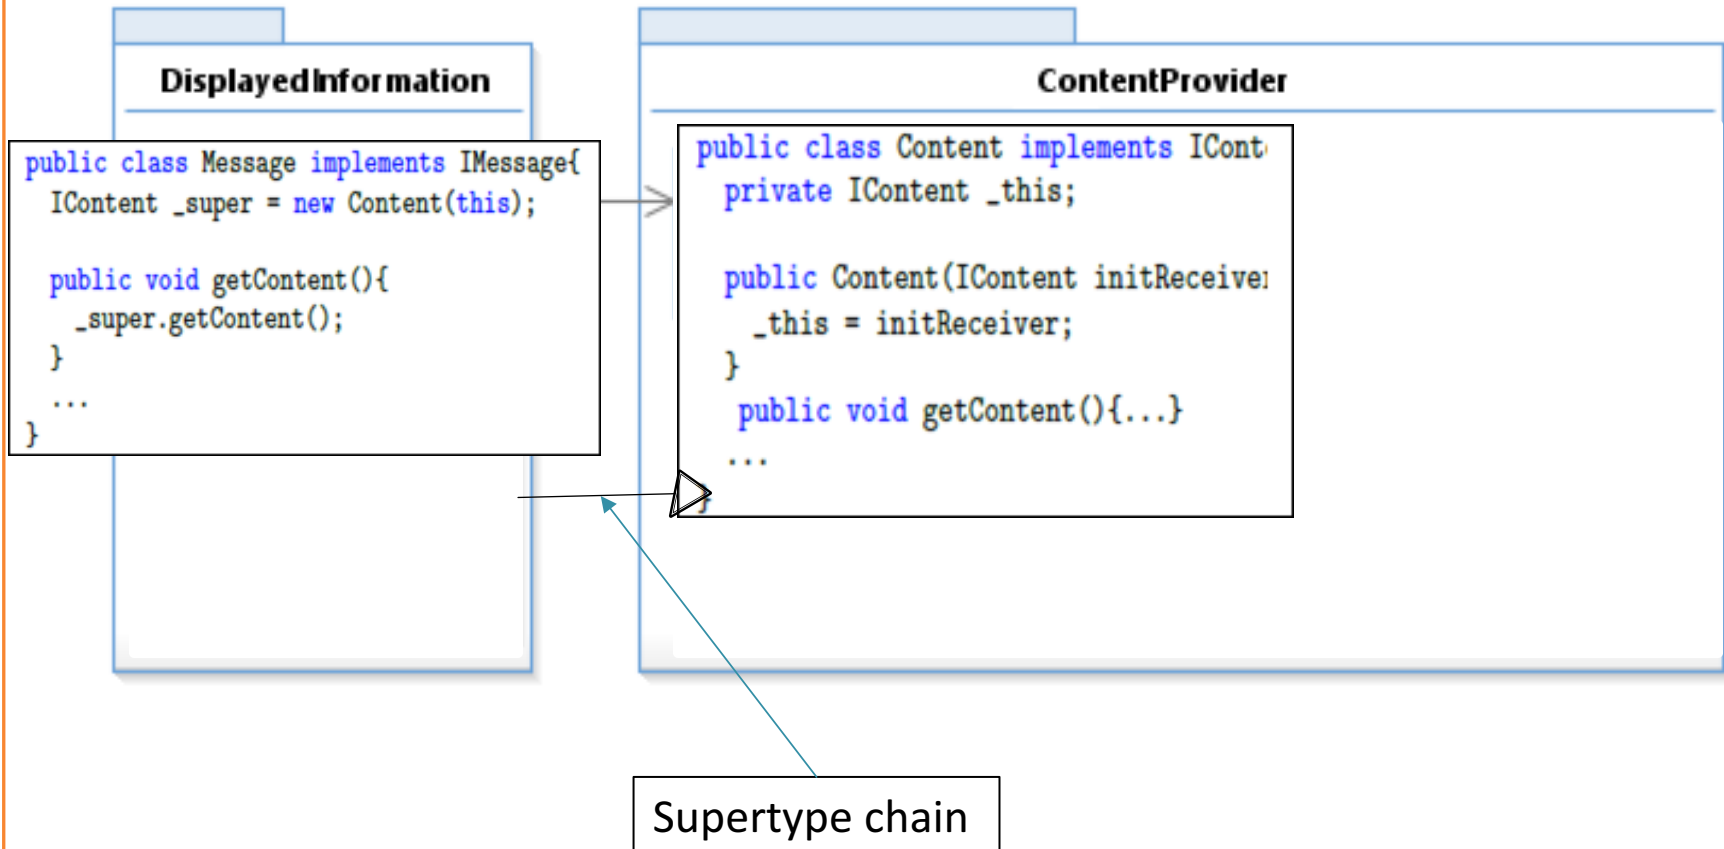 DisplayedInformation
public class Message implements IMessage{
IContent _super = new Content(this);
public void getContent(){
_super.getContent();
}
...
}
ContentProvider
public class Content implements ICont
private IContent _this;
public Content(IContent initReceiver
_this = initReceiver;
}
public void getContent(){...}
...
}
Supertype chain